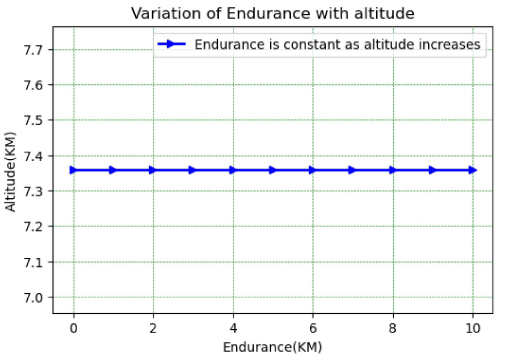 Variation of Endurance with altitude
Endurance is constant as altitude increases
Altitude(KM)
7.7
7.6
7.5
7.4
7.3
7.2
7.1
7.0
0 2 4 6 8 10
Endurance(KM)